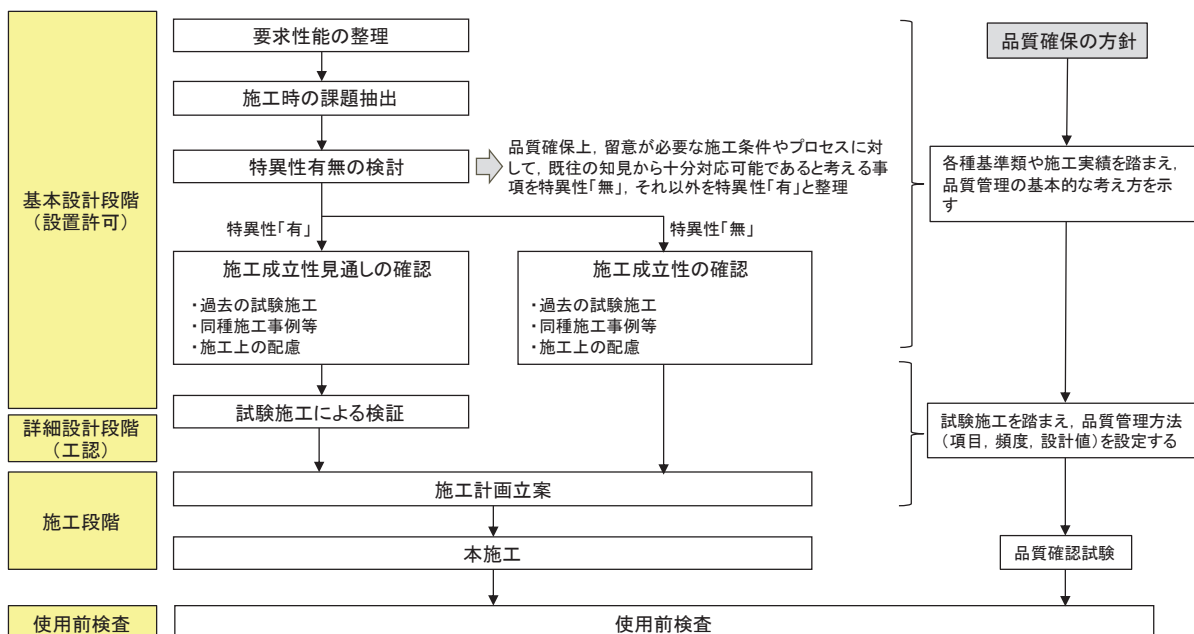 基本設計段階
（設置許可）
要求性能の整理
施工時の課題抽出
特異性有無の検討
品質確保上，留意が必要な施工条件やプロセスに対
して，既往の知見から十分対応可能であると考える事
項を特異性「無」，それ以外を特異性「有」と整理
特異性「有」
特異性「無」
施工成立性見通しの確認
・過去の試験施工
・同種施工事例等
・施工上の配慮
施工成立性の確認
・過去の試験施工
・同種施工事例等
・施工上の配慮
試験施工による検証
詳細設計段階
（工認）
施工段階
施工計画立案
本施工
使用前検査
使用前検査
品質確保の方針
各種基準類や施工実績を踏まえ，
品質管理の基本的な考え方を示
す
試験施工を踏まえ，品質管理方法
（項目，頻度，設計値）を設定する
品質確認試験